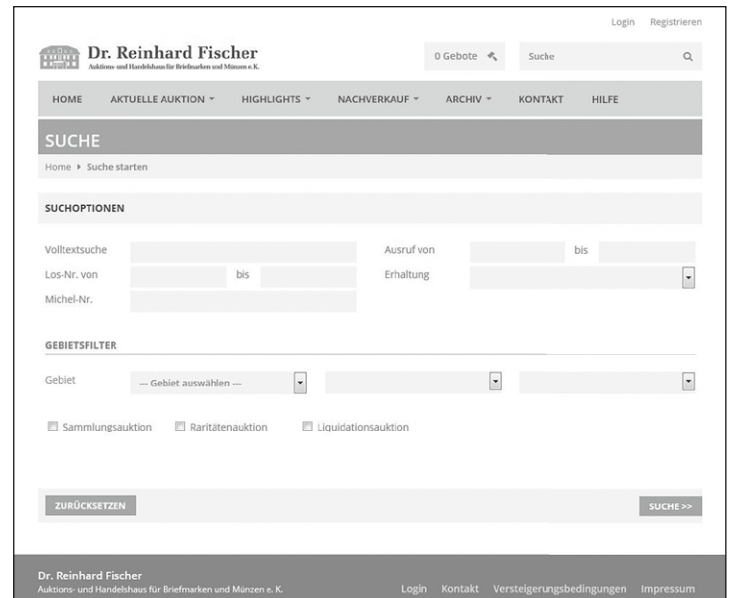 Login Registrieren
Dr. Reinhard Fischer
Auktions- und Handelshaus für Briefmarken und Münzen e. K.
0 Gebote Suche
HOME AKTUELLE AUKTION HIGHLIGHTS NACHVERKAUF ARCHIV KONTAKT HILFE
SUCHE
Home Suche starten
SUCHOPTIONEN
Volltextsuche Ausruf von bis
Los-Nr. von bis Erhaltung
Michel-Nr.
GEBIETSFILTER
Gebiet --- Gebiet auswählen ---
Sammlungsauktion Raritätenauktion Liquidationsauktion
ZURÜCKSETZEN SUCHE >>
Dr. Reinhard Fischer
Auktions- und Handelshaus für Briefmarken und Münzen e. K. Login Kontakt Versteigerungsbedingungen Impressum